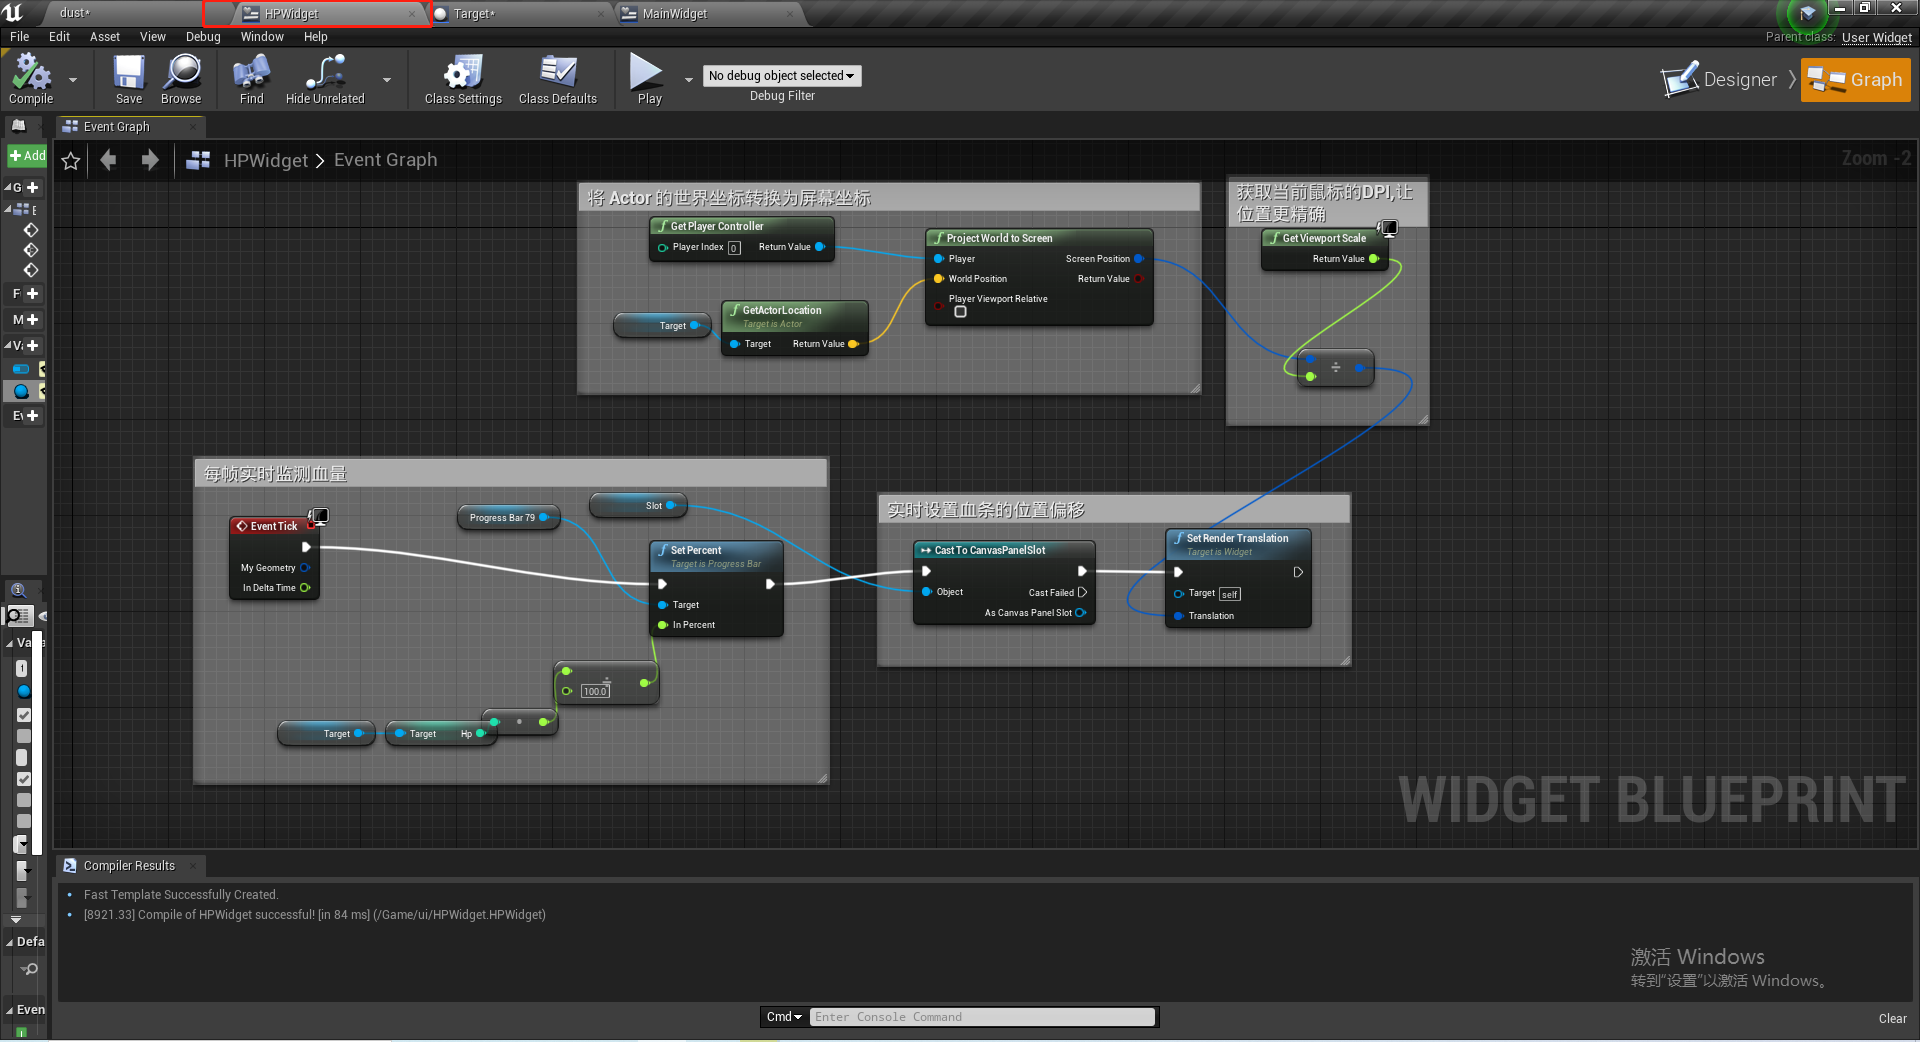 dust*
HPWidget
Target*
MainWidget
File Edit Asset View Debug Window Help
Parent class: User Widget
Compile
Save
Browse
Find
Hide Unrelated
Class Settings
Class Defaults
Play
No debug object selected
Debug Filter
Designer
Graph
Event Graph
Add
HPWidget > Event Graph
Zoom -2
G
E
F
M
Va
Ev
将 Actor 的世界坐标转换为屏幕坐标
Get Player Controller
Player Index 0 Return Value
Project World to Screen
Player Screen Position
World Position Return Value
Player Viewport Relative
Target
GetActorLocation
Target is Actor
Target Return Value
获取当前鼠标的DPI,让
位置更精确
Get Viewport Scale
Return Value
÷
每帧实时监测血量
Event Tick
My Geometry
In Delta Time
Progress Bar 79
Slot
Set Percent
Target is Progress Bar
Target
In Percent
÷
100.0
Target
Target Hp
实时设置血条的位置偏移
Cast To CanvasPanelSlot
Object Cast Failed
As Canvas Panel Slot
Set Render Translation
Target is Widget
Target self
Translation
WIDGET BLUEPRINT
Va
Defa
Even
Compiler Results
Fast Template Successfully Created.
[8921.33] Compile of HPWidget successful! [in 84 ms] (/Game/ui/HPWidget.HPWidget)
激活 Windows
转到“设置”以激活 Windows。
Cmd Enter Console Command
Clear